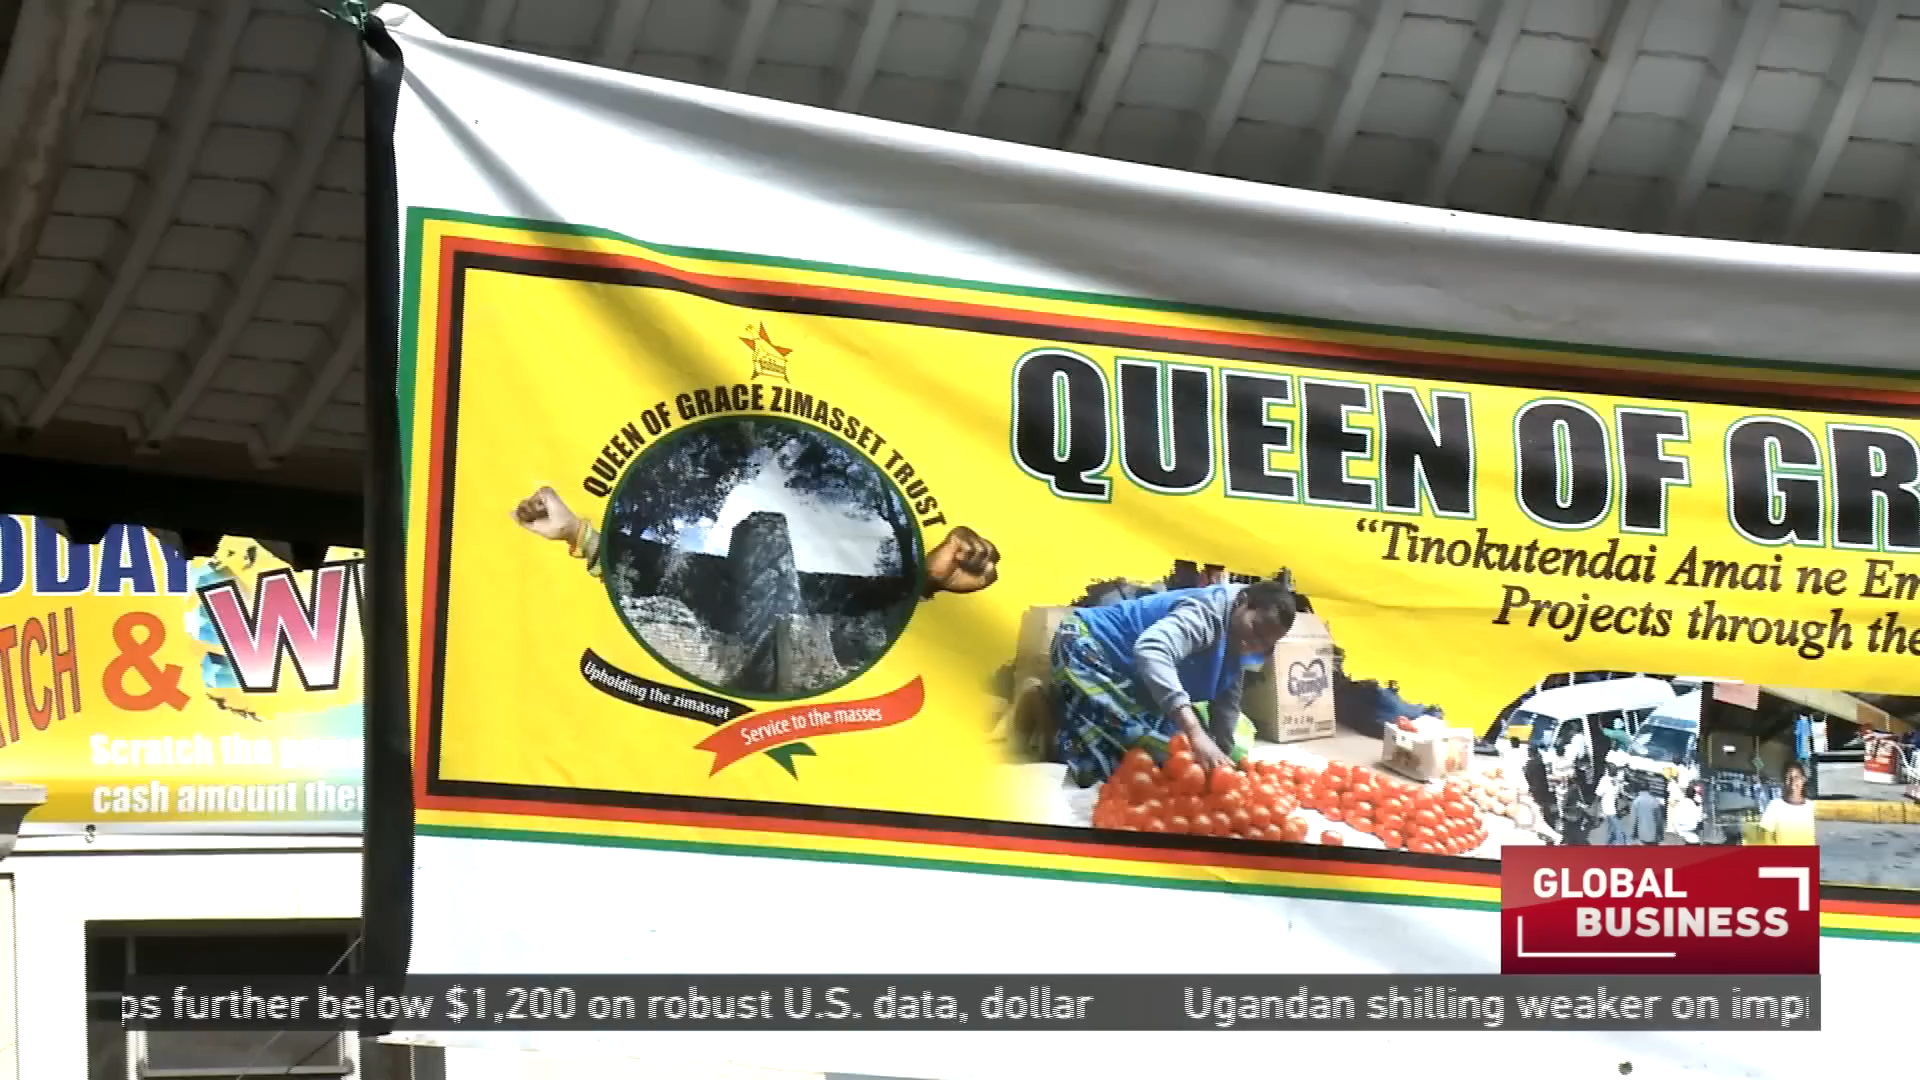 QUEEN OF GRACE ZIMASSET TRUST
Upholding the zimasset
Service to the masses
QUEEN OF GR
“Tinokutendai Amai ne Em
Projects through the
ODAY
TCH & W
Scratch the
cash amount the
GLOBAL
BUSINESS
ps further below $1,200 on robust U.S. data, dollar
Ugandan shilling weaker on imp